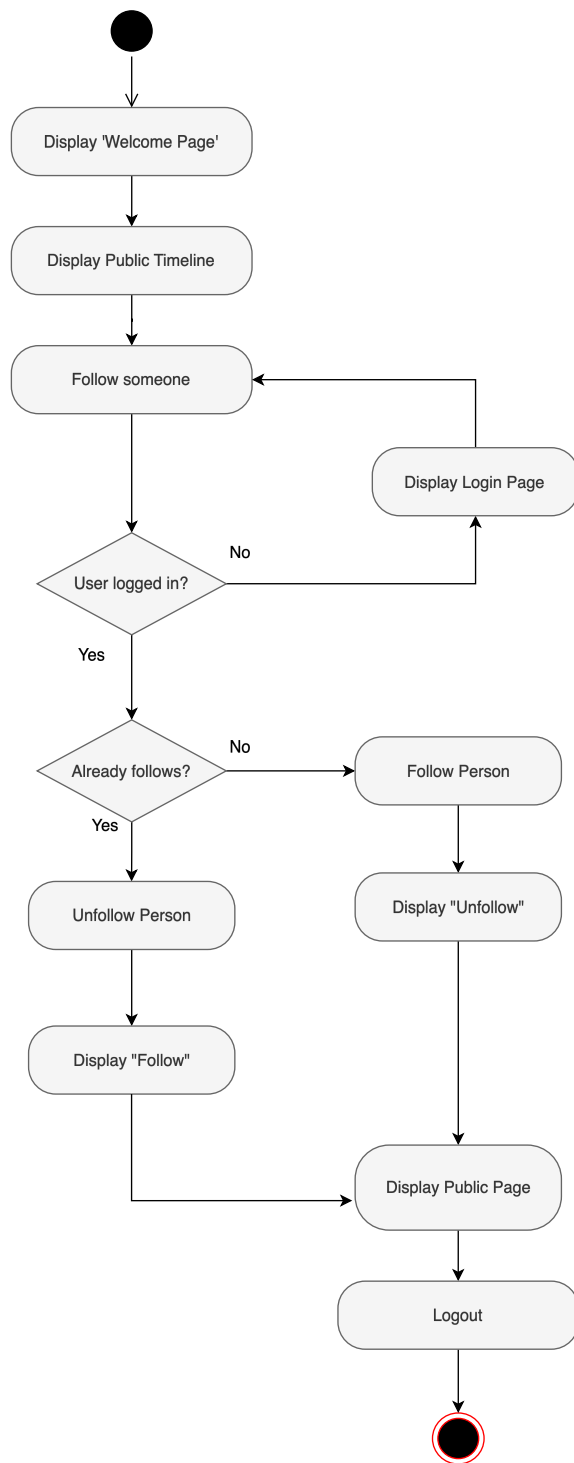 Display 'Welcome Page'
Display Public Timeline
Follow someone
Display Login Page
No
User logged in?
Yes
No
Already follows?
Follow Person
Yes
Unfollow Person
Display "Unfollow"
Display "Follow"
Display Public Page
Logout